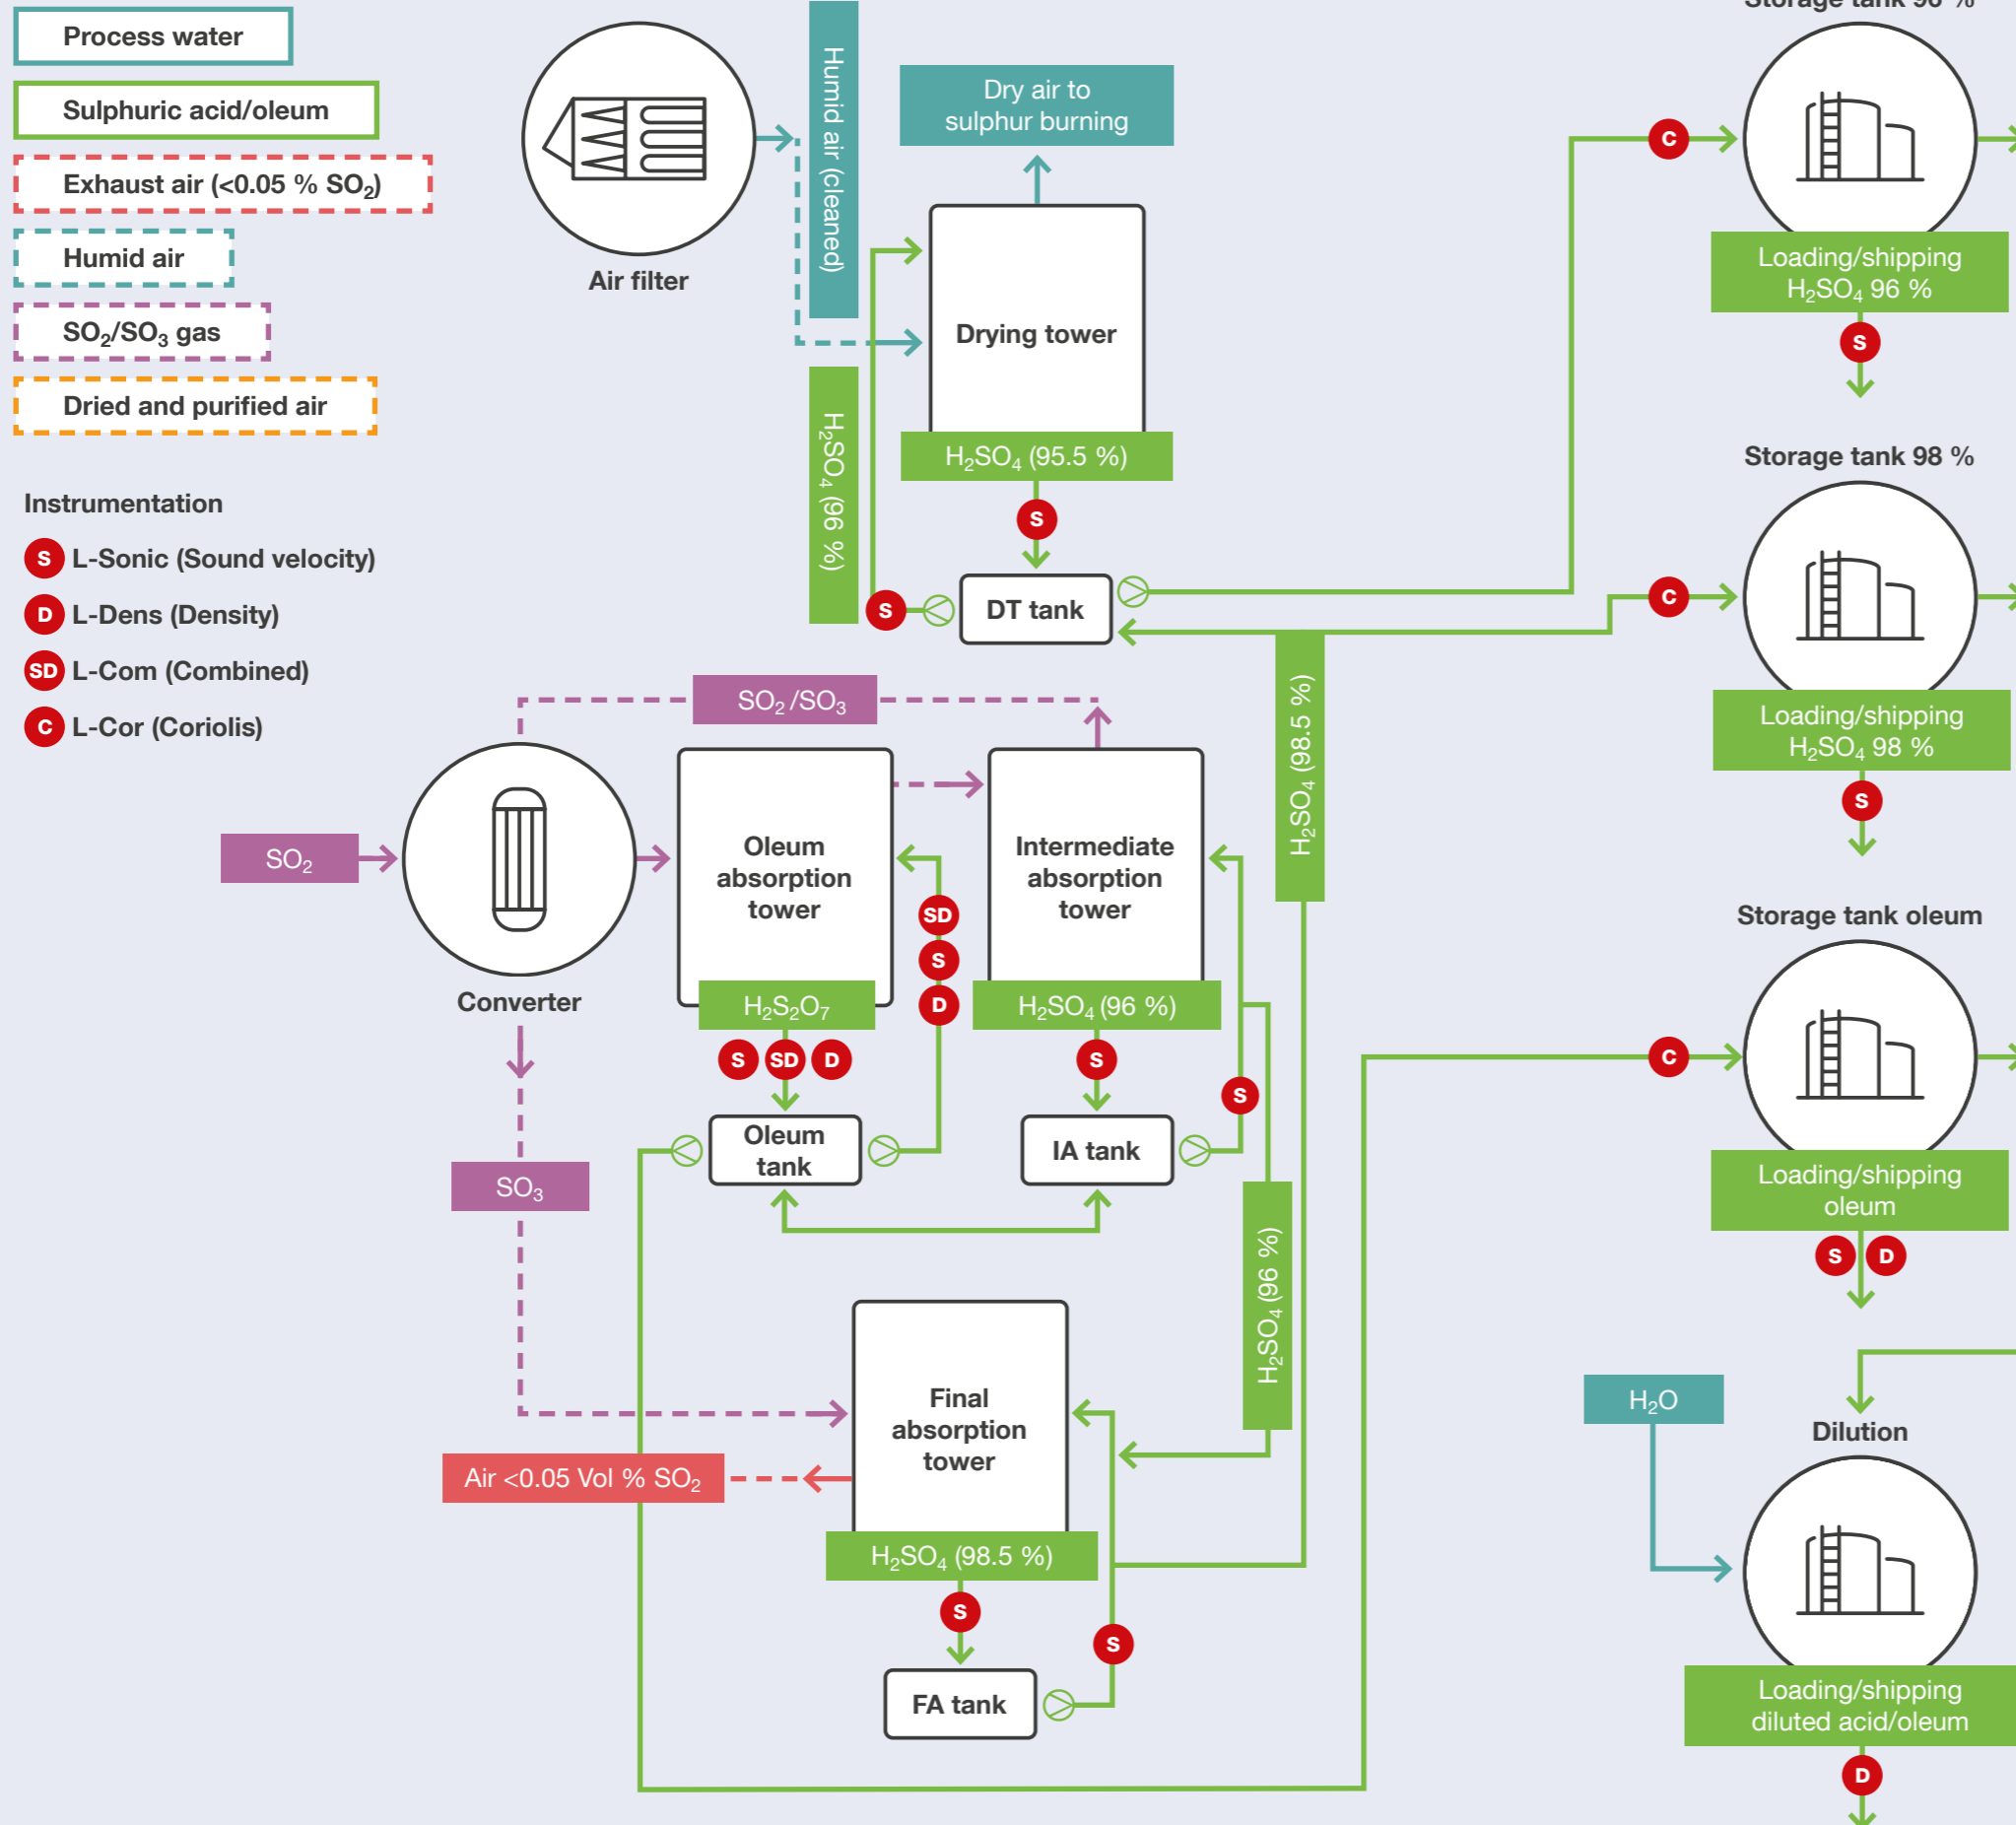 Process water
Sulphuric acid/oleum
Exhaust air (<0.05 % SO₂)
Humid air
SO₂/SO₃ gas
Dried and purified air
Instrumentation
S L-Sonic (Sound velocity)
D L-Dens (Density)
SD L-Com (Combined)
C L-Cor (Coriolis)
Air filter
Humid air (cleaned)
Dry air to
sulphur burning
Drying tower
H₂SO₄ (96 %)
H₂SO₄ (95.5 %)
S
S
DT tank
SO₂/SO₃
SO₂
Converter
Oleum
absorption
tower
SD
S
D
H₂S₂O₇
S SD D
Oleum
tank
Intermediate
absorption
tower
H₂SO₄ (96 %)
S
S
IA tank
H₂SO₄ (98.5 %)
H₂SO₄ (96 %)
SO₃
Final
absorption
tower
Air <0.05 Vol % SO₂
H₂SO₄ (98.5 %)
S
S
FA tank
Storage tank 96 %
C
Loading/shipping
H₂SO₄ 96 %
S
Storage tank 98 %
C
Loading/shipping
H₂SO₄ 98 %
S
Storage tank oleum
C
Loading/shipping
oleum
S D
H₂O
Dilution
Loading/shipping
diluted acid/oleum
D